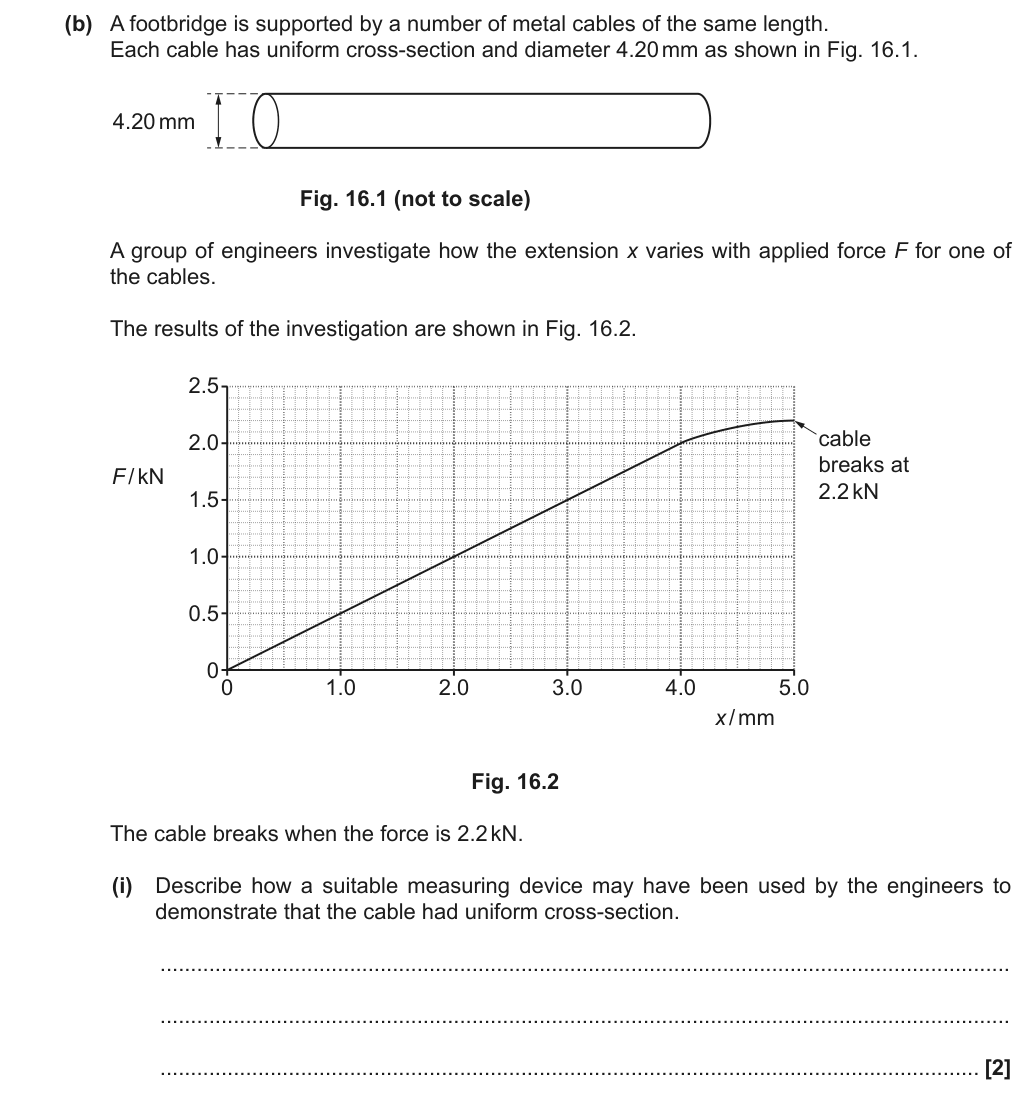 (b) A footbridge is supported by a number of metal cables of the same length.
Each cable has uniform cross-section and diameter 4.20 mm as shown in Fig. 16.1.
4.20 mm
Fig. 16.1 (not to scale)
A group of engineers investigate how the extension x varies with applied force F for one of
the cables.
The results of the investigation are shown in Fig. 16.2.
2.5
2.0
F/kN
1.5
1.0
0.5
0
cable
breaks at
2.2 kN
0 1.0 2.0 3.0 4.0 5.0
x/mm
Fig. 16.2
The cable breaks when the force is 2.2 kN.
(i) Describe how a suitable measuring device may have been used by the engineers to
demonstrate that the cable had uniform cross-section.
[2]